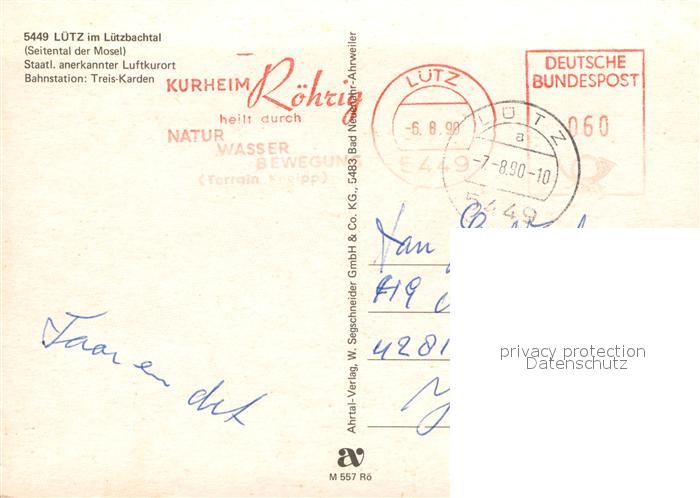 5449 LÜTZ im Lützbachtal
(Seitental der Mosel)
Staatl. anerkannter Luftkurort
Bahnstation: Treis-Karden
KURHEIM Röhrig
heilt durch
NATUR
WASSER
BEWEGUNG
(Terrain Kneipp)
LÜTZ
-6. 8.90
5449
DEUTSCHE
BUNDESPOST
060
LÜTZ
a
-7.-8.90-10
5449
Ahrtal-Verlag, W. Segschneider GmbH & Co. KG., 5483 Bad Neuenahr-Ahrweiler
419
4281
privacy protection
Datenschutz
av
M 557 Rö